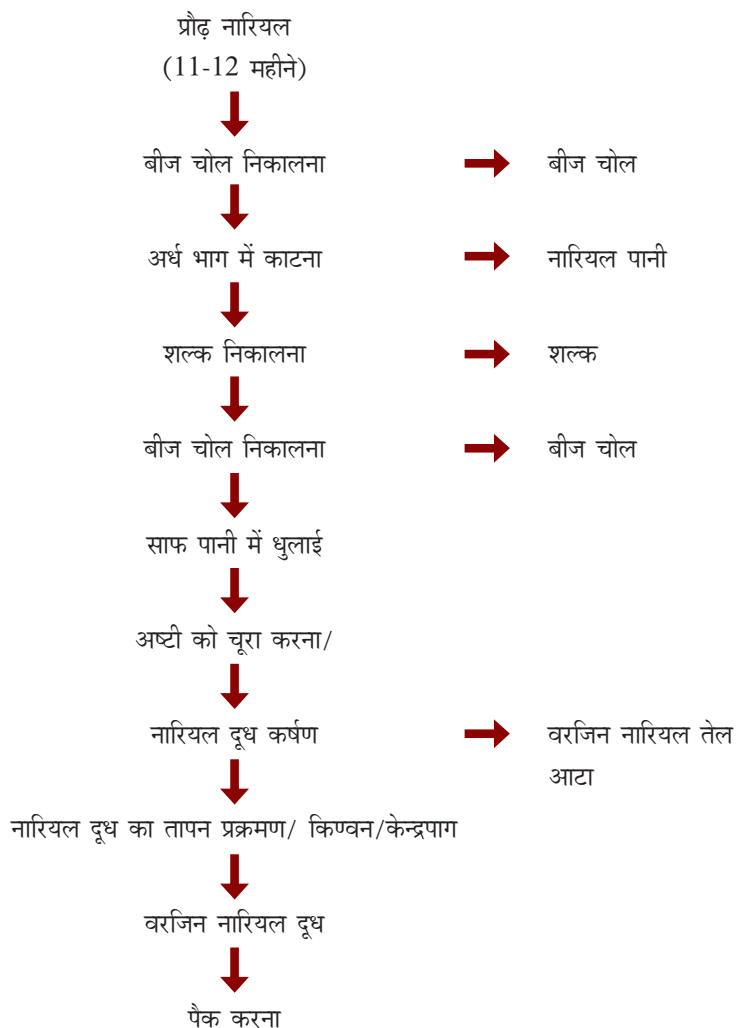 प्रौढ़ नारियल
(11-12 महीने)
बीज चोल निकालना
बीज चोल
अर्ध भाग में काटना
नारियल पानी
शल्क निकालना
शल्क
बीज चोल निकालना
बीज चोल
साफ पानी में धुलाई
अष्टी को चूरा करना/
नारियल दूध कर्षण
वरजिन नारियल तेल
आटा
नारियल दूध का तापन प्रक्रमण/ किण्वन/केन्द्रपाग
वरजिन नारियल दूध
पैक करना